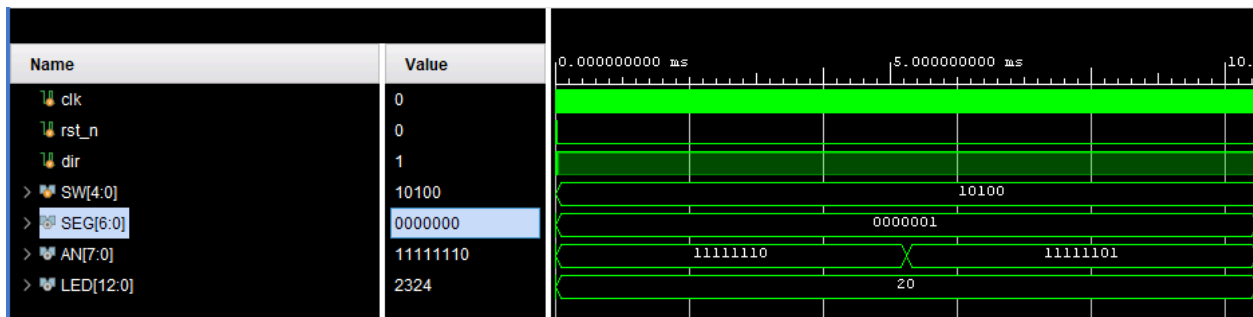 Name Value 0.000000000 ms 5.000000000 ms 10.
clk 0
rst_n 0
dir 1
SW[4:0] 10100 10100
SEG[6:0] 0000000 0000001
AN[7:0] 11111110 11111110 11111101
LED[12:0] 2324 20